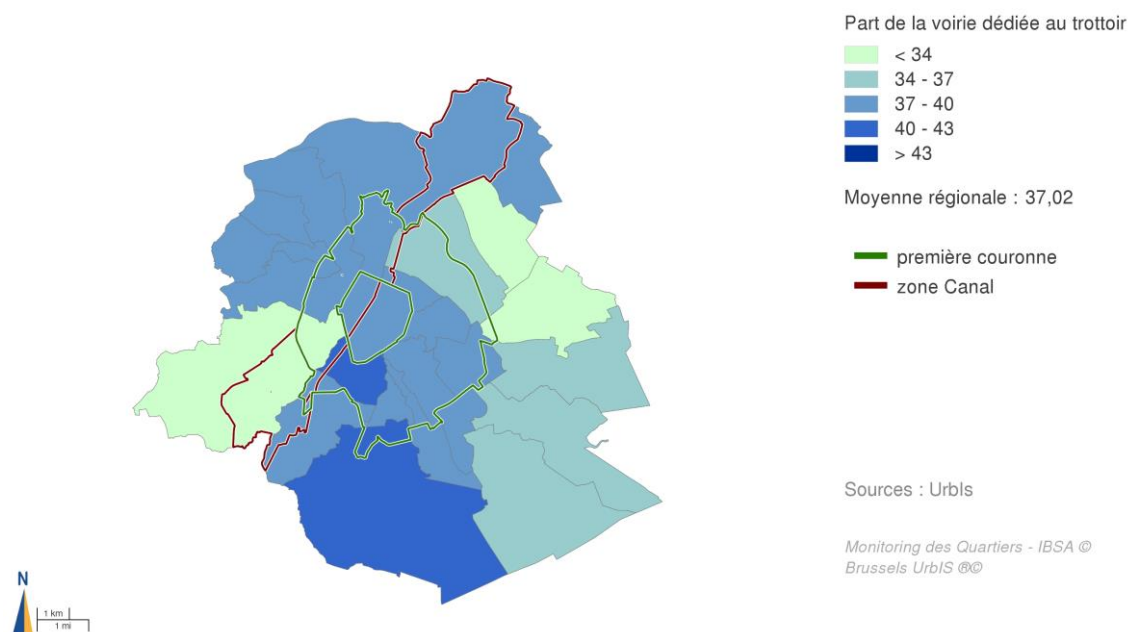 Part de la voirie dédiée au trottoir
< 34
34 - 37
37 - 40
40 - 43
> 43
Moyenne régionale : 37,02
première couronne
zone Canal
Sources : UrbIs
Monitoring des Quartiers - IBSA ©
Brussels UrbIS ®©
N
1 km
1 mi